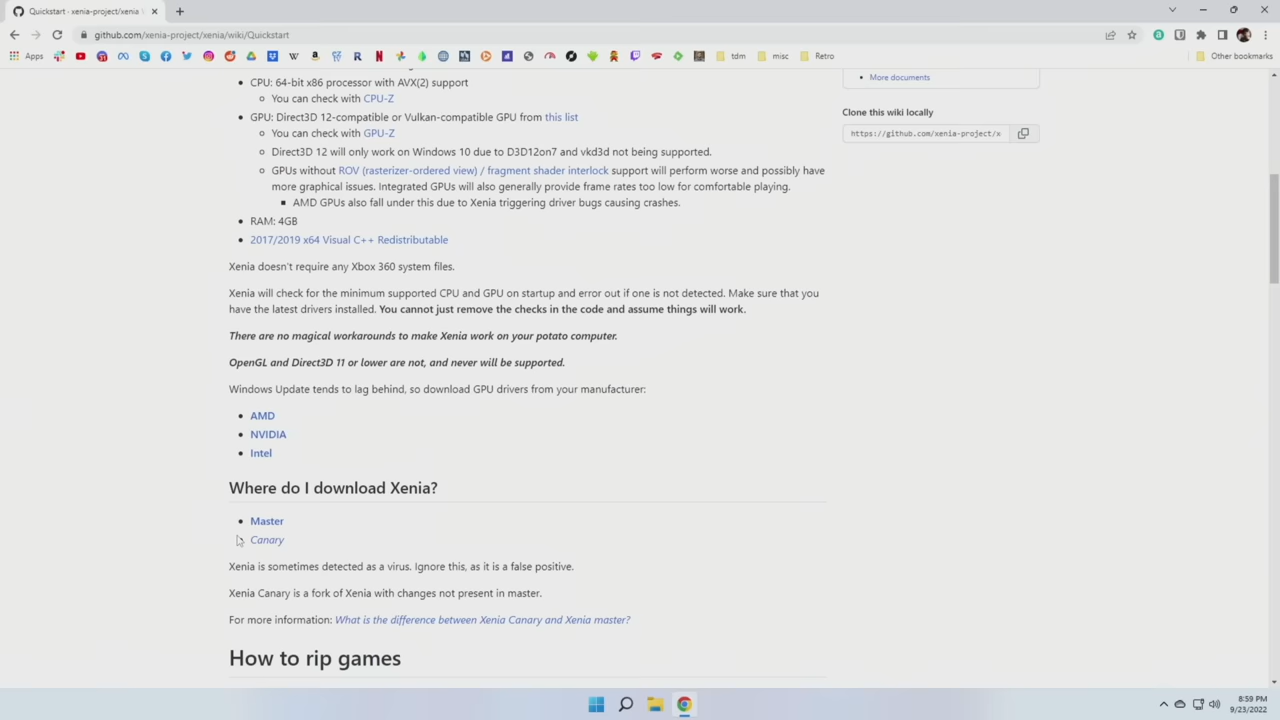 Quickstart · xenia-project/xenia
github.com/xenia-project/xenia/wiki/Quickstart
Apps
tdm
misc
Retro
Other bookmarks
More documents
Clone this wiki locally
https://github.com/xenia-project/x
CPU: 64-bit x86 processor with AVX(2) support
You can check with CPU-Z
GPU: Direct3D 12-compatible or Vulkan-compatible GPU from this list
You can check with GPU-Z
Direct3D 12 will only work on Windows 10 due to D3D12on7 and vkd3d not being supported.
GPUs without ROV (rasterizer-ordered view) / fragment shader interlock support will perform worse and possibly have
more graphical issues. Integrated GPUs will also generally provide frame rates too low for comfortable playing.
AMD GPUs also fall under this due to Xenia triggering driver bugs causing crashes.
RAM: 4GB
2017/2019 x64 Visual C++ Redistributable
Xenia doesn't require any Xbox 360 system files.
Xenia will check for the minimum supported CPU and GPU on startup and error out if one is not detected. Make sure that you
have the latest drivers installed. You cannot just remove the checks in the code and assume things will work.
There are no magical workarounds to make Xenia work on your potato computer.
OpenGL and Direct3D 11 or lower are not, and never will be supported.
Windows Update tends to lag behind, so download GPU drivers from your manufacturer:
AMD
NVIDIA
Intel
Where do I download Xenia?
Master
Canary
Xenia is sometimes detected as a virus. Ignore this, as it is a false positive.
Xenia Canary is a fork of Xenia with changes not present in master.
For more information: What is the difference between Xenia Canary and Xenia master?
How to rip games
8:59 PM
9/23/2022